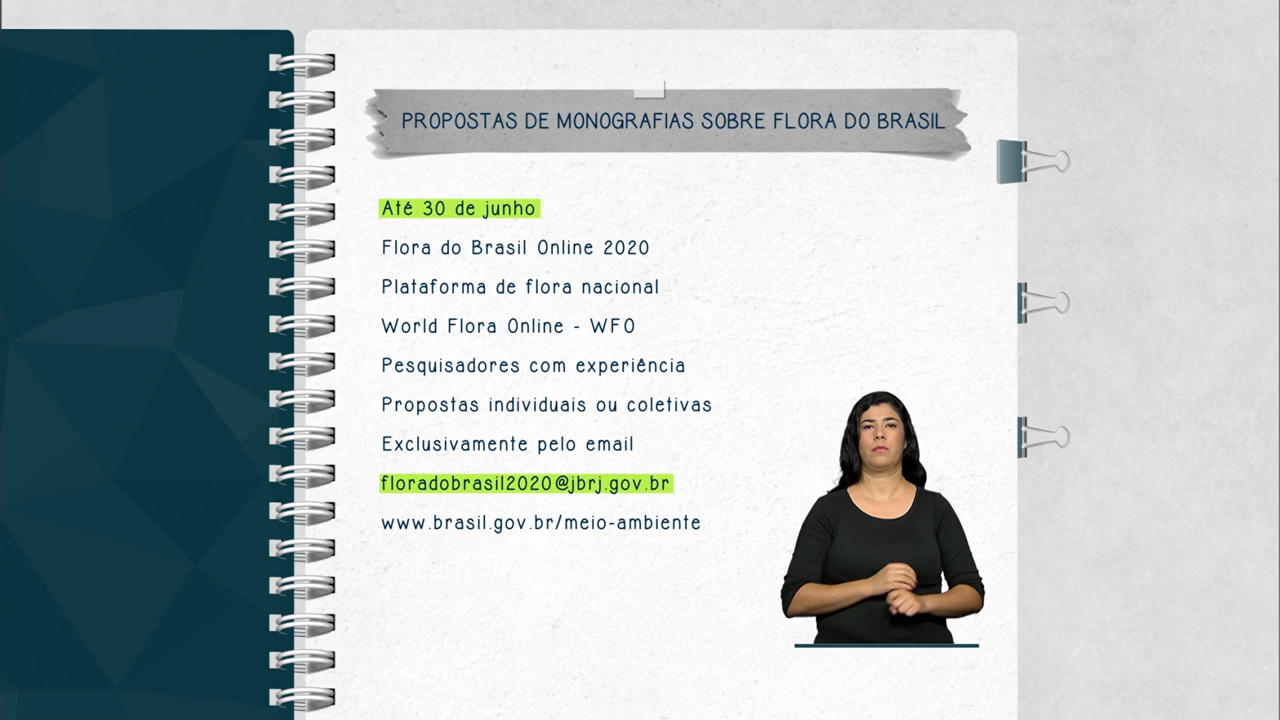 PROPOSTAS DE MONOGRAFIAS SOBRE FLORA DO BRASIL
Até 30 de junho
Flora do Brasil Online 2020
Plataforma de flora nacional
World Flora Online - WFO
Pesquisadores com experiência
Propostas individuais ou coletivas
Exclusivamente pelo email
floradobrasil2020@jbrj.gov.br
www.brasil.gov.br/meio-ambiente